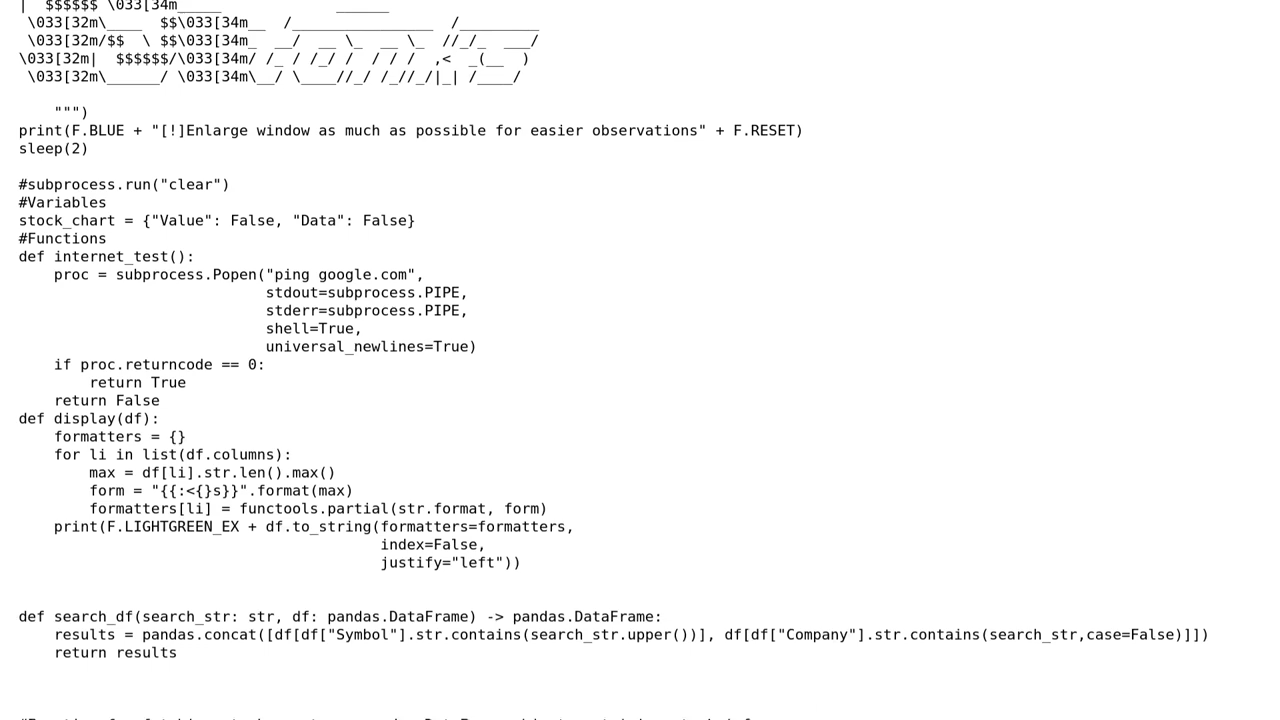 |  $$$$$$ \033[34m_____             ______
 \033[32m\____  $$\033[34m__  /________________  /_________
 \033[32m/$$  \ $$\033[34m_  __/  __ \_  __ \_  //_/_  ___/
\033[32m|  $$$$$$/\033[34m/ /_ / /_/ /  / / /  ,<  _(__  )
 \033[32m\______/ \033[34m\__/ \____//_/ /_//_/|_| /____/
    """)
print(F.BLUE + "[!]Enlarge window as much as possible for easier observations" + F.RESET)
sleep(2)
#subprocess.run("clear")
#Variables
stock_chart = {"Value": False, "Data": False}
#Functions
def internet_test():
    proc = subprocess.Popen("ping google.com",
                            stdout=subprocess.PIPE,
                            stderr=subprocess.PIPE,
                            shell=True,
                            universal_newlines=True)
    if proc.returncode == 0:
        return True
    return False
def display(df):
    formatters = {}
    for li in list(df.columns):
        max = df[li].str.len().max()
        form = "{{:<{}s}}".format(max)
        formatters[li] = functools.partial(str.format, form)
    print(F.LIGHTGREEN_EX + df.to_string(formatters=formatters,
                                         index=False,
                                         justify="left"))
def search_df(search_str: str, df: pandas.DataFrame) -> pandas.DataFrame:
    results = pandas.concat([df[df["Symbol"].str.contains(search_str.upper())], df[df["Company"].str.contains(search_str,case=False)]])
    return results